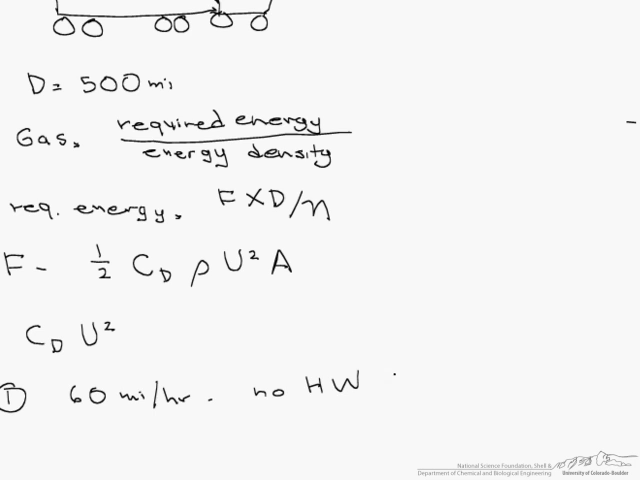 D = 500 mi
Gas = required energy
energy density
req. energy = F X D/η
F = 1/2 C_D ρ U² A
C_D U²
① 60 mi/hr. no HW
National Science Foundation, Shell &
Department of Chemical and Biological Engineering
University of Colorado-Boulder